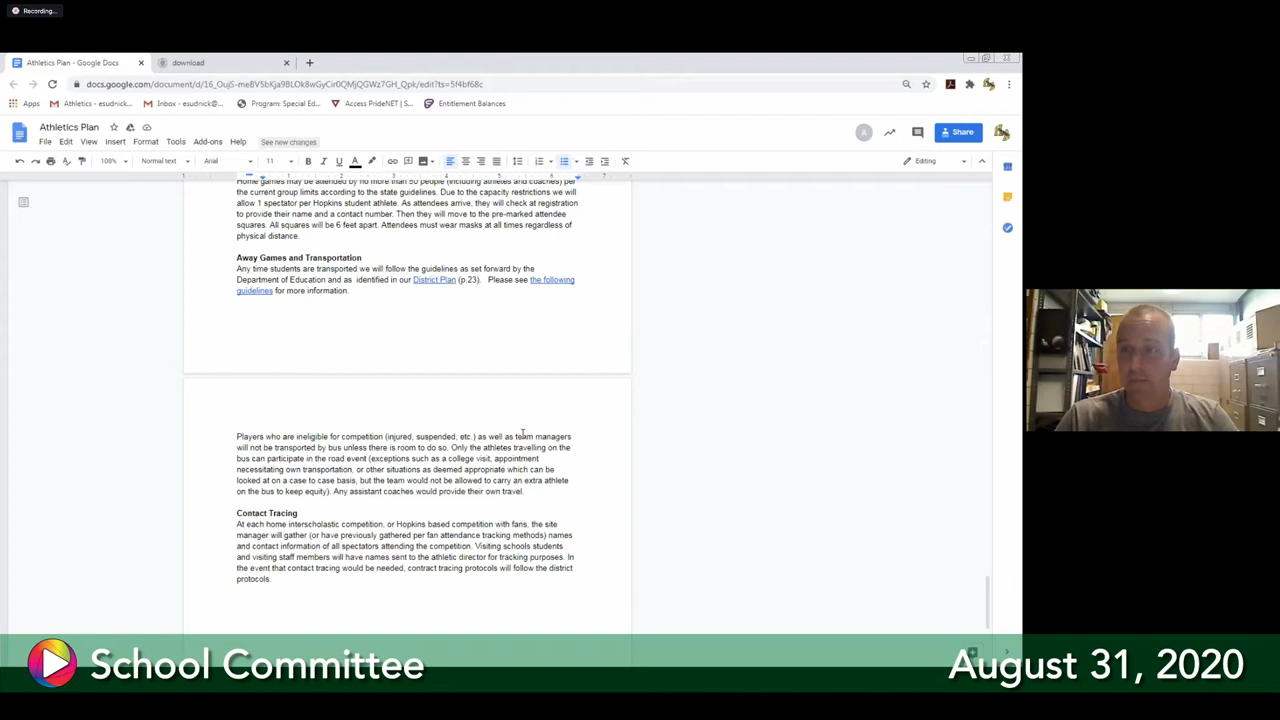 Recording...
Athletics Plan - Google Docs
download
docs.google.com/document/d/16_OujS-meBV5bKja9BLOk8wGyCir0QMjQGWz7GH_Qpk/edit?ts=5f4bf68c
Apps
Athletics - esudnick@...
Inbox - esudnick@...
Program: Special Ed...
Access PrideNET | S...
Entitlement Balances
Athletics Plan
File Edit View Insert Format Tools Add-ons Help See new changes
A
Share
100% Normal text Arial 11 B I U A Editing
1 1 2 3 4 5 6 7
Home games may be attended by no more than 50 people (including athletes and coaches) per
the current group limits according to the state guidelines. Due to the capacity restrictions we will
allow 1 spectator per Hopkins student athlete. As attendees arrive, they will check at registration
to provide their name and a contact number. Then they will move to the pre-marked attendee
squares. All squares will be 6 feet apart. Attendees must wear masks at all times regardless of
physical distance.
Away Games and Transportation
Any time students are transported we will follow the guidelines as set forward by the
Department of Education and as identified in our District Plan (p.23). Please see the following
guidelines for more information.
Players who are ineligible for competition (injured, suspended, etc.) as well as team managers
will not be transported by bus unless there is room to do so. Only the athletes travelling on the
bus can participate in the road event (exceptions such as a college visit, appointment
necessitating own transportation, or other situations as deemed appropriate which can be
looked at on a case to case basis, but the team would not be allowed to carry an extra athlete
on the bus to keep equity). Any assistant coaches would provide their own travel.
Contact Tracing
At each home interscholastic competition, or Hopkins based competition with fans, the site
manager will gather (or have previously gathered per fan attendance tracking methods) names
and contact information of all spectators attending the competition. Visiting schools students
and visiting staff members will have names sent to the athletic director for tracking purposes. In
the event that contact tracing would be needed, contract tracing protocols will follow the district
protocols.
School Committee
August 31, 2020